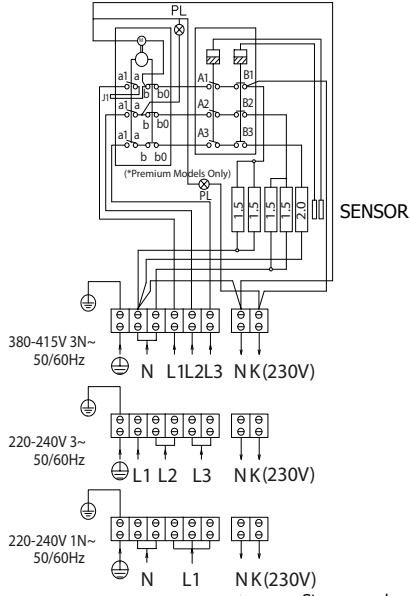 PL
M
a1 a
b b0
A1
B1
J1
a1 a
b b0
A2
B2
a1 a
b b0
A3
B3
(*Premium Models Only)
PL
1.5
1.5
1.5
1.5
2.0
SENSOR
380-415V 3N~
50/60Hz
N L1L2L3 NK(230V)
220-240V 3~
50/60Hz
L1 L2 L3 NK(230V)
220-240V 1N~
50/60Hz
N L1 NK(230V)